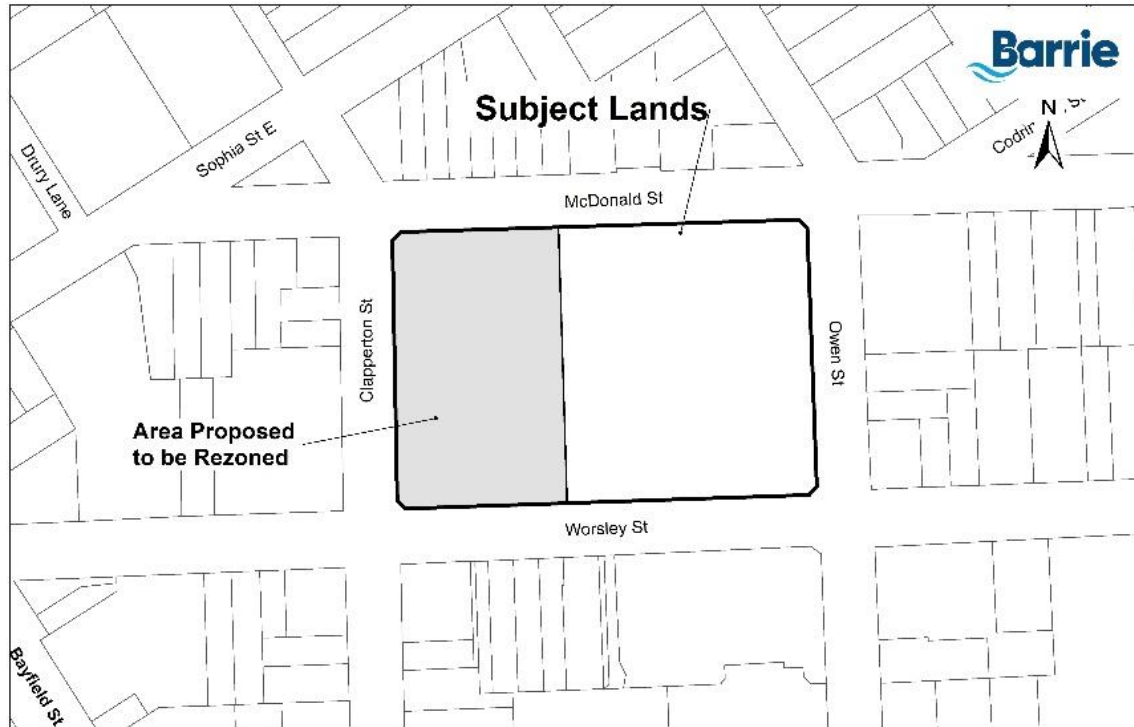 Barrie
Subject Lands
N
Codrin
St
Sophia St E
Drury Lane
McDonald St
Clapperton St
Owen St
Area Proposed
to be Rezoned
Worsley St
Bayfield St